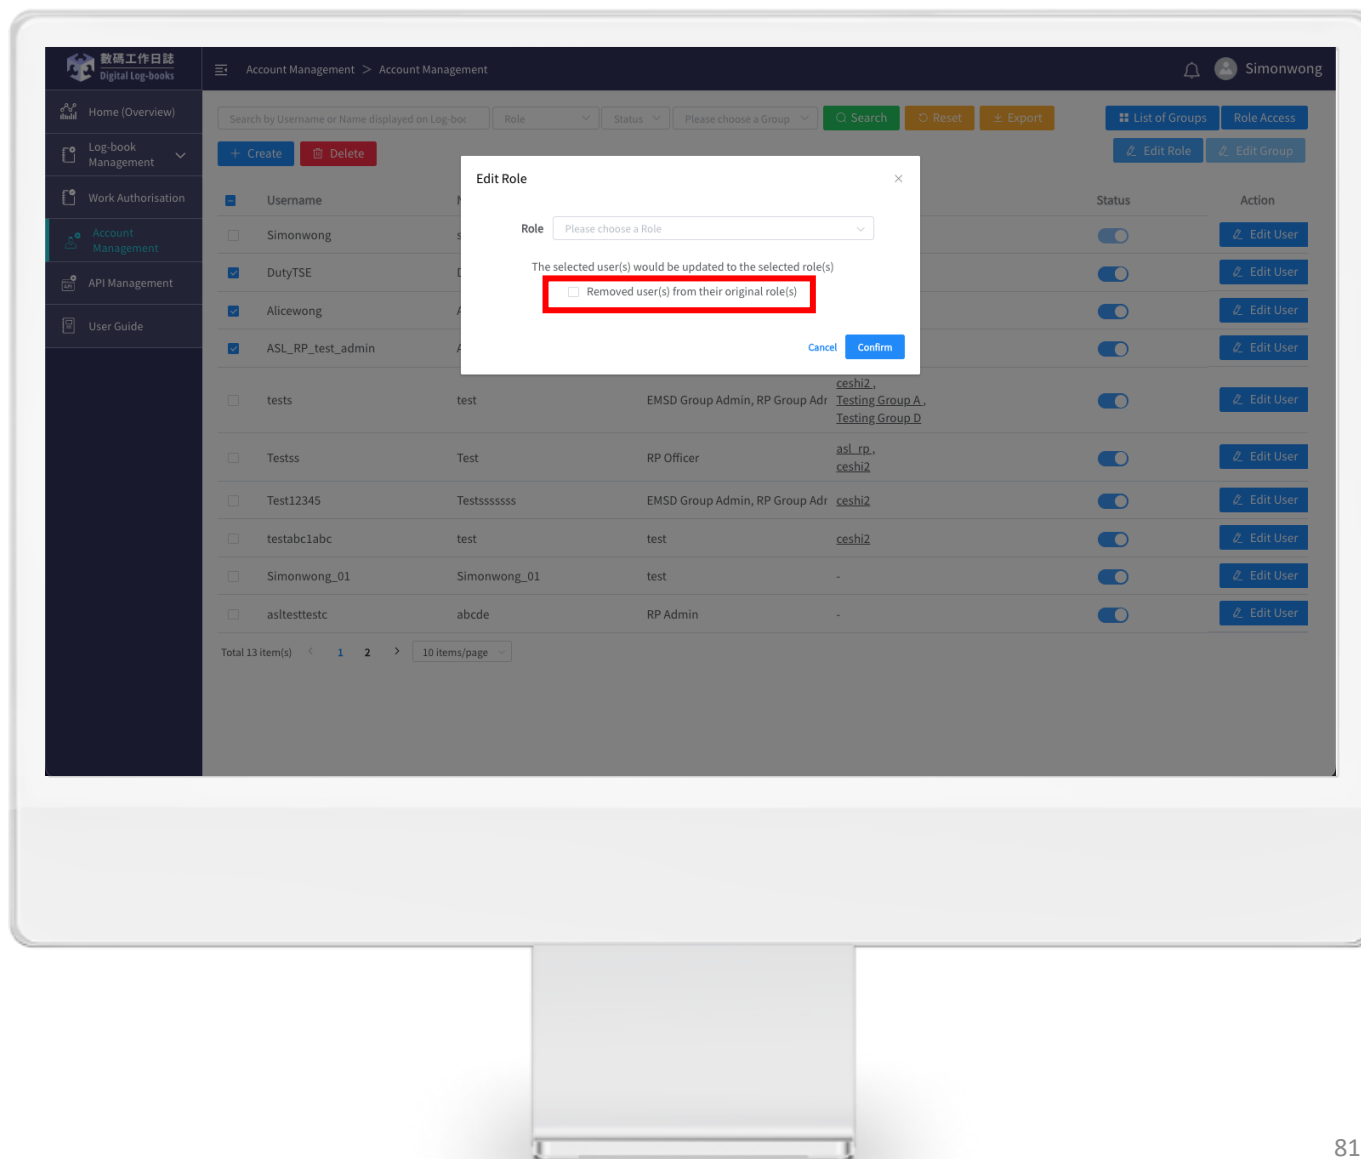 數碼工作日誌
Digital Log-books
Account Management > Account Management
Simonwong
Home (Overview)
Log-book
Management
Work Authorisation
Account
Management
API Management
User Guide
Search by Username or Name displayed on Log-boc
Role
Status
Please choose a Group
Search
Reset
Export
List of Groups
Role Access
Create
Delete
Edit Role
Edit Group
Edit Role
Role
Please choose a Role
The selected user(s) would be updated to the selected role(s)
Removed user(s) from their original role(s)
Cancel
Confirm
Username
Status
Action
Simonwong
Edit User
DutyTSE
Edit User
Alicewong
Edit User
ASL_RP_test_admin
Edit User
tests
test
EMSD Group Admin, RP Group Adr
ceshi2 ,
Testing Group A ,
Testing Group D
Edit User
Testss
Test
RP Officer
asl_rp ,
ceshi2
Edit User
Test12345
Testsssssss
EMSD Group Admin, RP Group Adr
ceshi2
Edit User
testabc1abc
test
test
ceshi2
Edit User
Simonwong_01
Simonwong_01
test
-
Edit User
asltesttestc
abcde
RP Admin
-
Edit User
Total 13 item(s) < 1 2 > 10 items/page
81